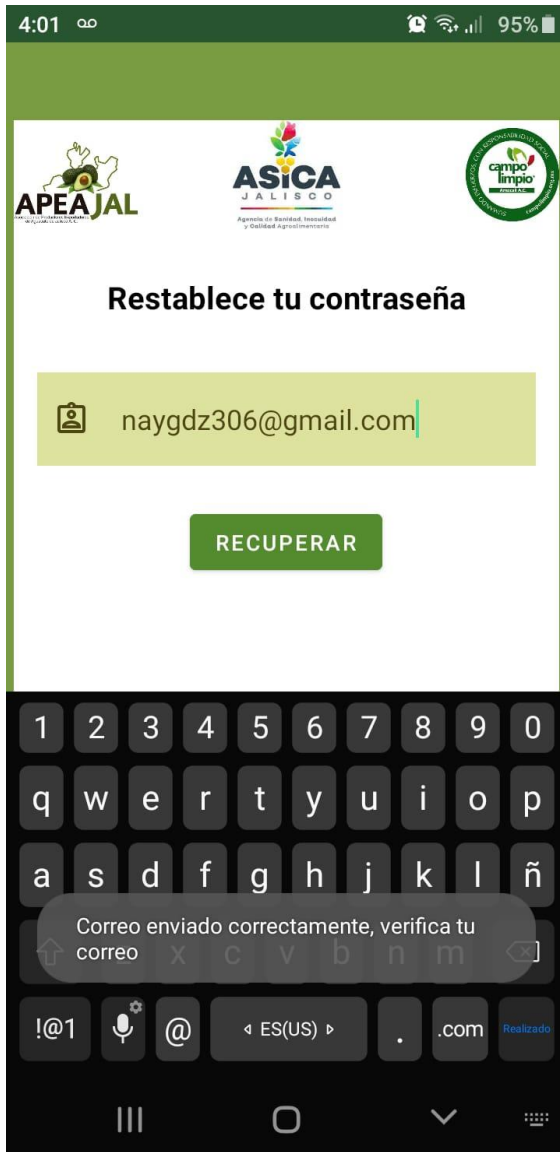 4:01
95%
APEAJAL
ASICA
JALISCO
Agencia de Sanidad, Inocuidad
y Calidad Agroalimentaria
campo
limpio
Restablece tu contraseña
naygdz306@gmail.com
RECUPERAR
1 2 3 4 5 6 7 8 9 0
q w e r t y u i o p
a s d f g h j k l ñ
Correo enviado correctamente, verifica tu
correo
x c v b n m
!@1 @ ES(US) . .com Realizado